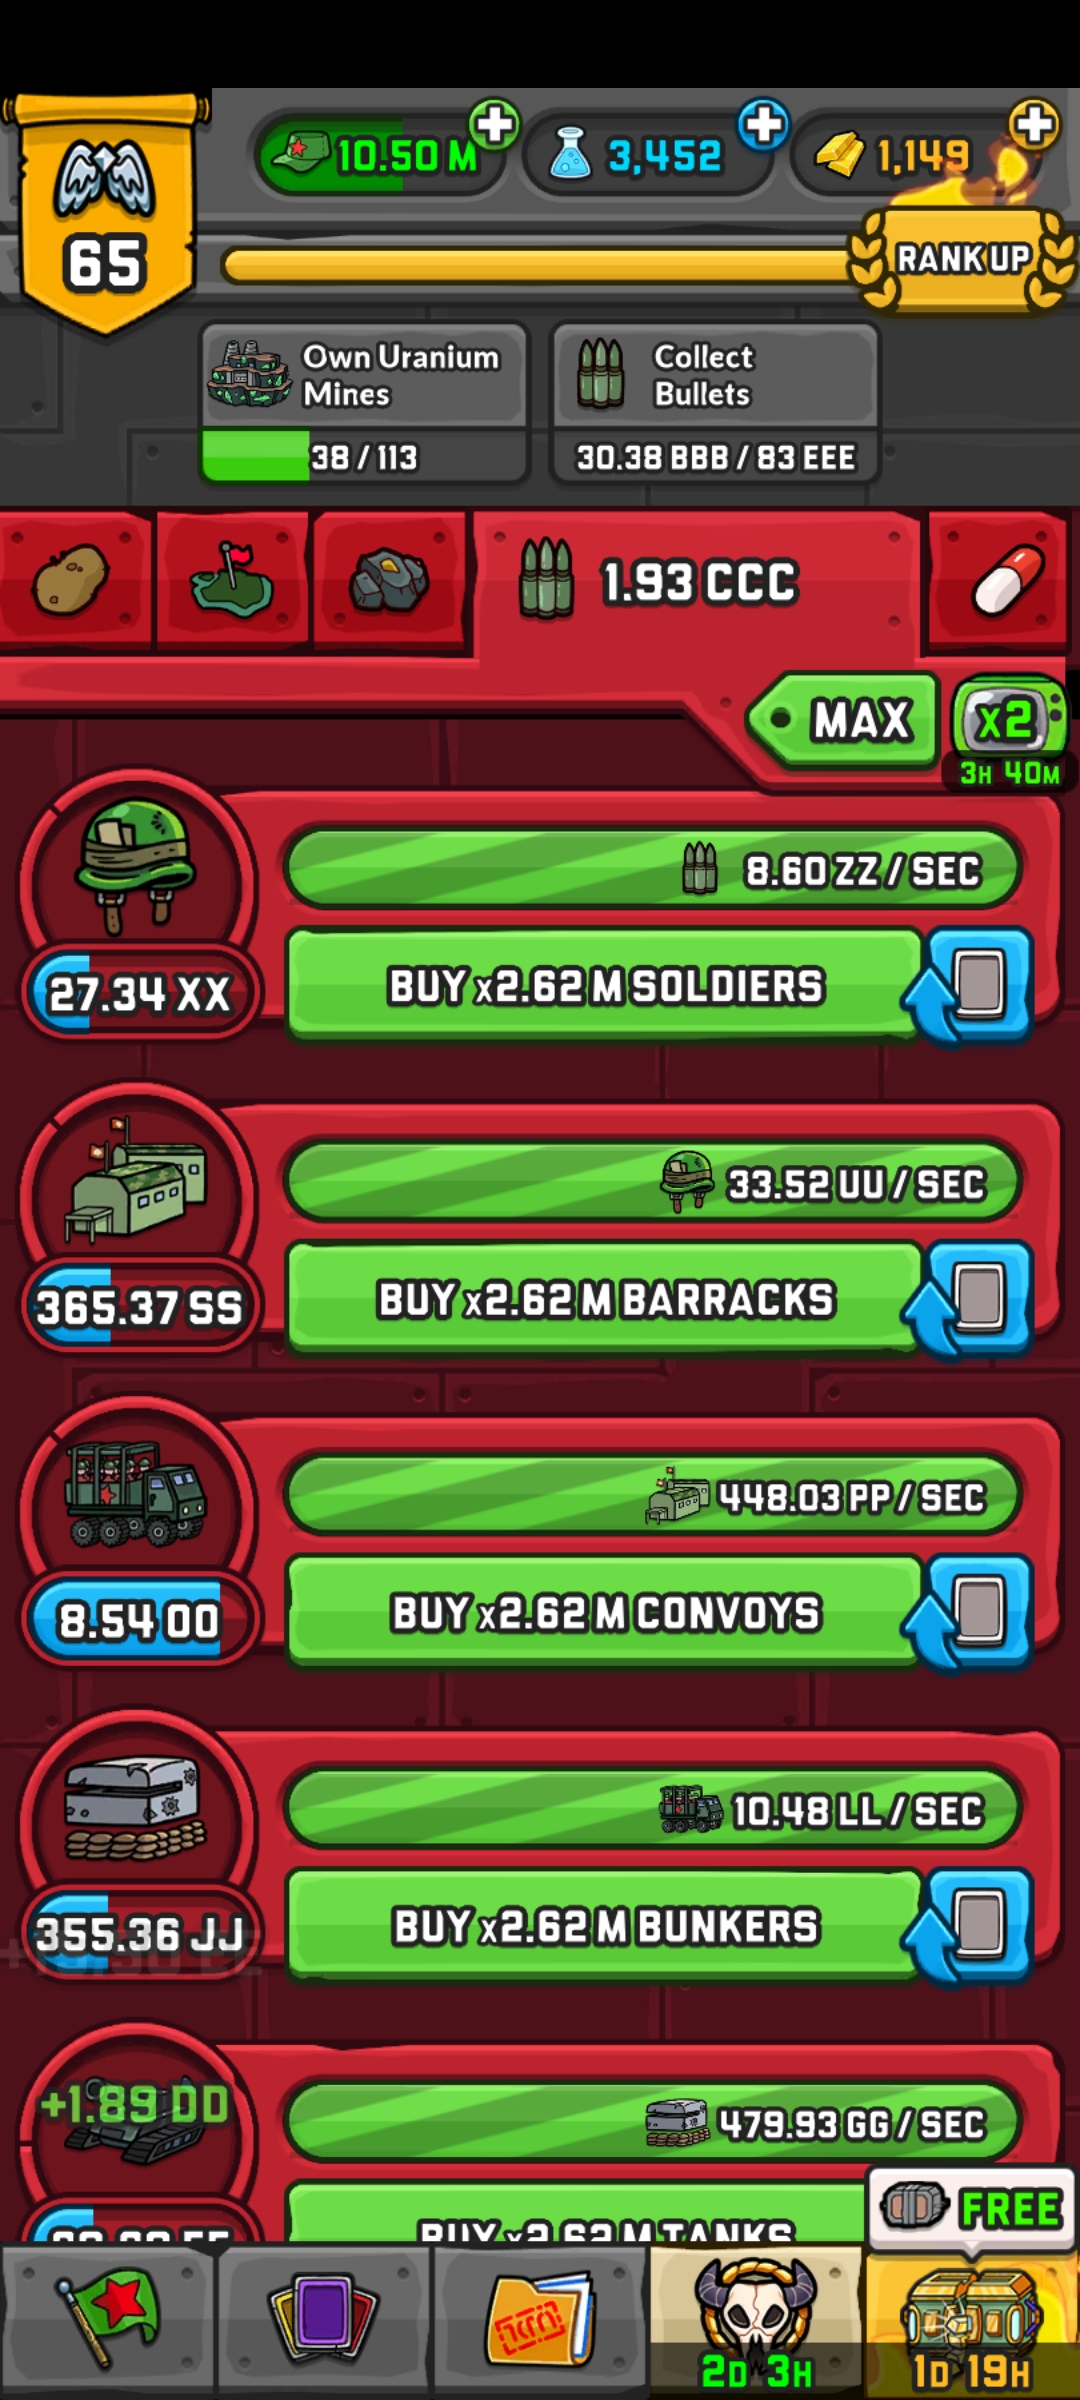 65
10.50 M
3,452
1,149
RANK UP
Own Uranium
Mines
38 / 113
Collect
Bullets
30.38 BBB / 83 EEE
1.93 CCC
MAX
x2
3H 40M
8.60 ZZ / SEC
27.34 XX
BUY x2.62 M SOLDIERS
33.52 UU / SEC
365.37 SS
BUY x2.62 M BARRACKS
448.03 PP / SEC
8.54 OO
BUY x2.62 M CONVOYS
10.48 LL / SEC
355.36 JJ
BUY x2.62 M BUNKERS
+1.89 DD
479.93 GG / SEC
BUY x2.62 M TANKS
FREE
2D 3H
1D 19H